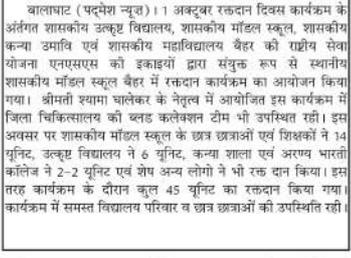 बालाघाट (पद्मेश न्यूज)। 1 अक्टूबर रक्तदान दिवस कार्यक्रम के
अंर्तगत शासकीय उत्कृष्ट विद्यालय, शासकीय मॉडल स्कूल, शासकीय
कन्या उमावि एवं शासकीय महाविद्यालय बैहर की राष्ट्रीय सेवा
योजना एनएसएस की इकाइयों द्वारा संयुक्त रूप से स्थानीय
शासकीय मॉडल स्कूल बैहर में रक्तदान कार्यक्रम का आयोजन किया
गया। श्रीमती श्यामा धालेकर के नेतृत्व में आयोजित इस कार्यक्रम में
जिला चिकित्सालय की ब्लड कलेक्शन टीम भी उपस्थित रही। इस
अवसर पर शासकीय मॉडल स्कूल के छात्र छात्राओं एवं शिक्षकों ने 14
यूनिट, उत्कृष्ट विद्यालय ने 6 यूनिट, कन्या शाला एवं अरण्य भारती
कॉलेज ने 2-2 यूनिट एवं शेष अन्य लोगो ने भी रक्त दान किया। इस
तरह कार्यक्रम के दौरान कुल 45 यूनिट का रक्तदान किया गया।
कार्यक्रम में समस्त विद्यालय परिवार व छात्र छात्राओं की उपस्थिति रही।